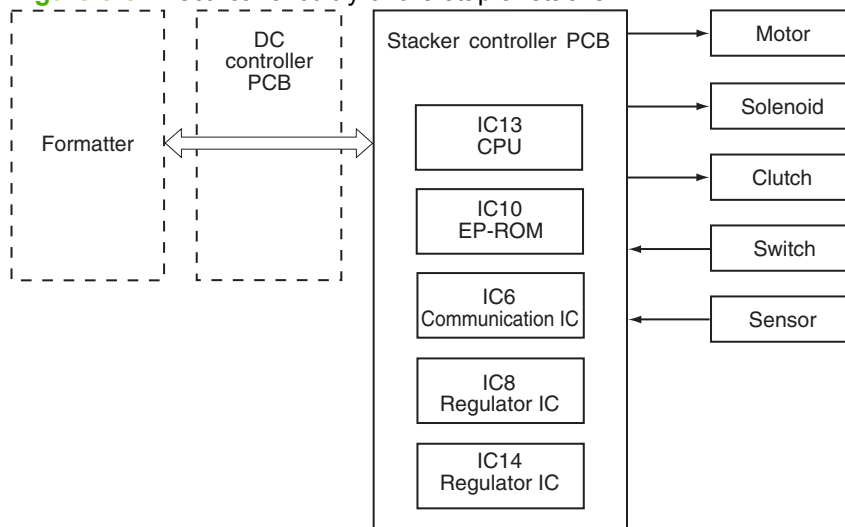 DC
controller
PCB
Stacker controller PCB
Motor
Solenoid
Formatter
IC13
CPU
Clutch
IC10
EP-ROM
Switch
IC6
Communication IC
Sensor
IC8
Regulator IC
IC14
Regulator IC